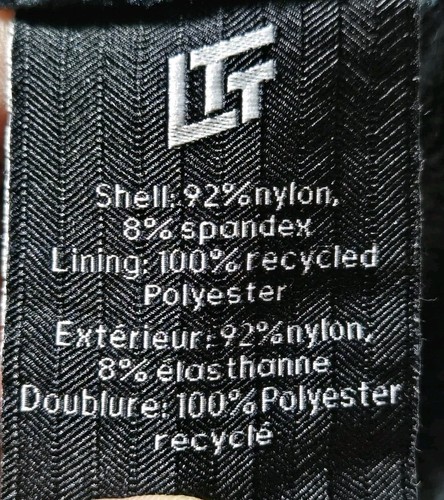 LTT
Shell: 92%nylon,
8% spandex
Lining: 100% recycled
Polyester
Extérieur: 92%nylon,
8% élasthanne
Doublure: 100% Polyester
recyclé